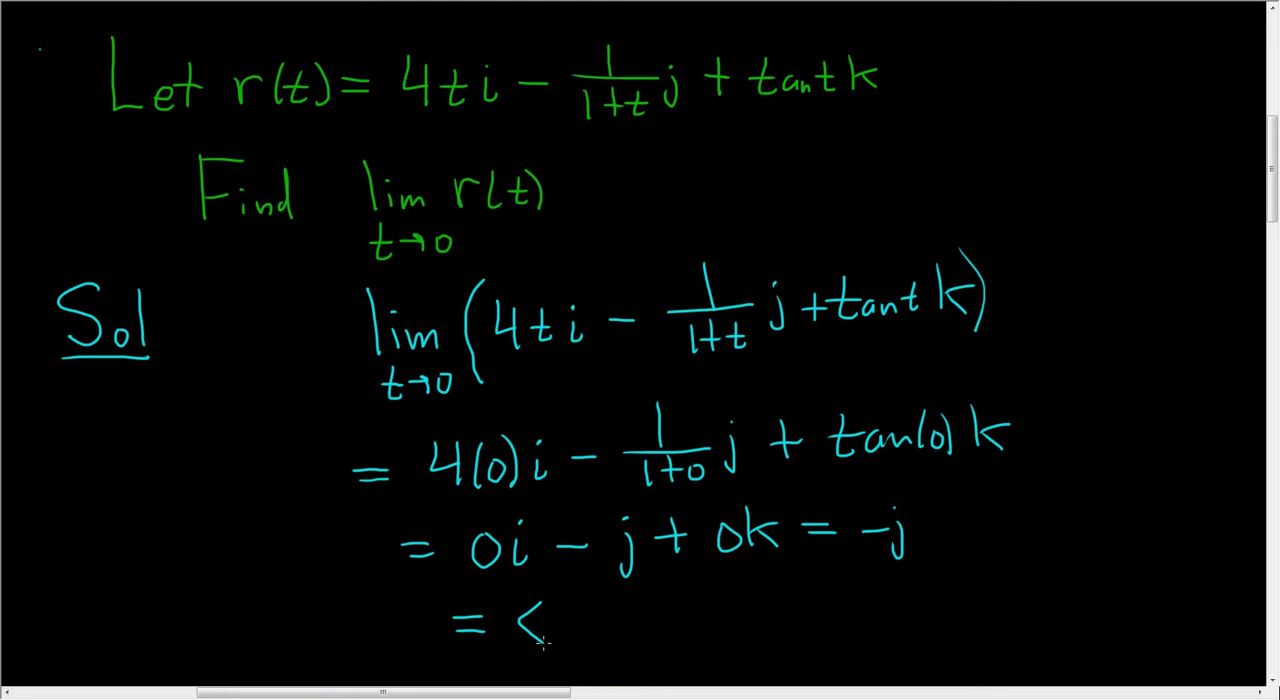 Let r(t) = 4t i - 1/(1+t) j + tan t k
Find lim t→0 r(t)
Sol lim t→0 (4t i - 1/(1+t) j + tan t k)
= 4(0)i - 1/(1+0) j + tan(0) k
= 0i - j + 0k = -j
= <